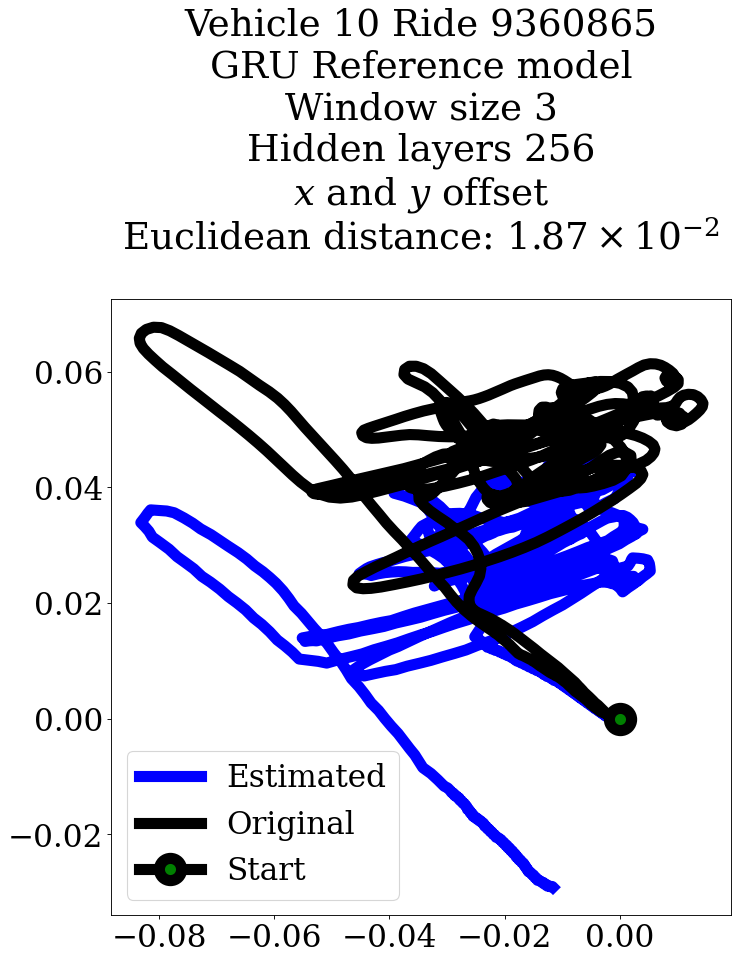 Vehicle 10 Ride 9360865
GRU Reference model
Window size 3
Hidden layers 256
x and y offset
Euclidean distance: 1.87 × 10⁻²
0.06
0.04
0.02
0.00
−0.02
Estimated
Original
Start
−0.08 −0.06 −0.04 −0.02 0.00